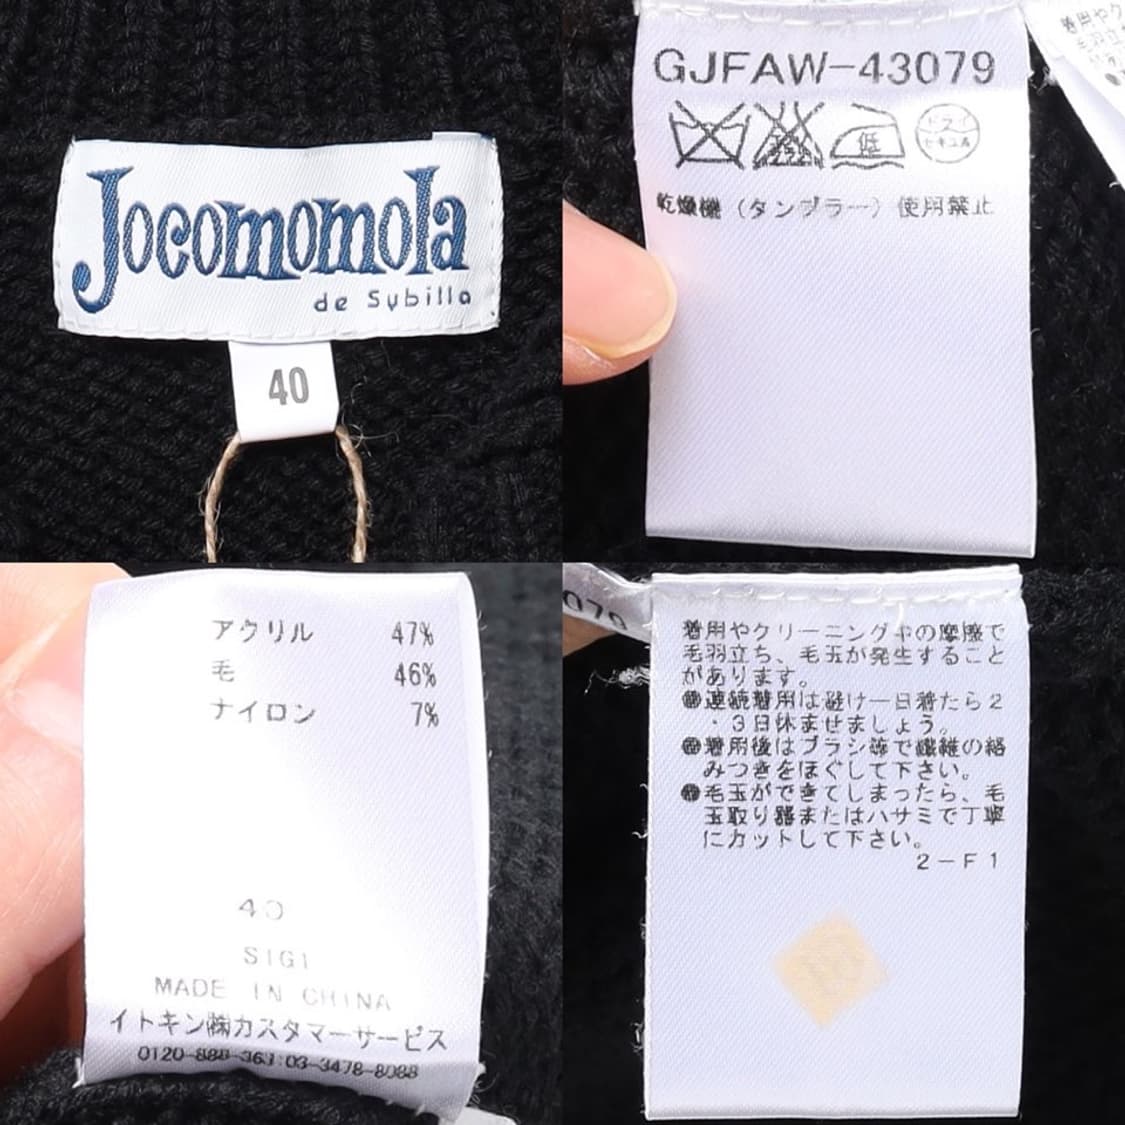 Jocomomola
de Sybilla
40
GJFAW-43079
低
ドライ
セキユ系
乾燥機（タンブラー）使用禁止
アクリル 47%
毛 46%
ナイロン 7%
40
SIGI
MADE IN CHINA
イトキン㈱カスタマーサービス
0120-888-363:03-3478-8088
079
着用やクリーニング中の摩擦で
毛羽立ち、毛玉が発生すること
があります。
●連続着用は避け一日着たら2
・3日休ませましょう。
●着用後はブラシ等で繊維の絡
みつきをほぐして下さい。
●毛玉ができてしまったら、毛
玉取り器またはハサミで丁寧
にカットして下さい。
2-F1